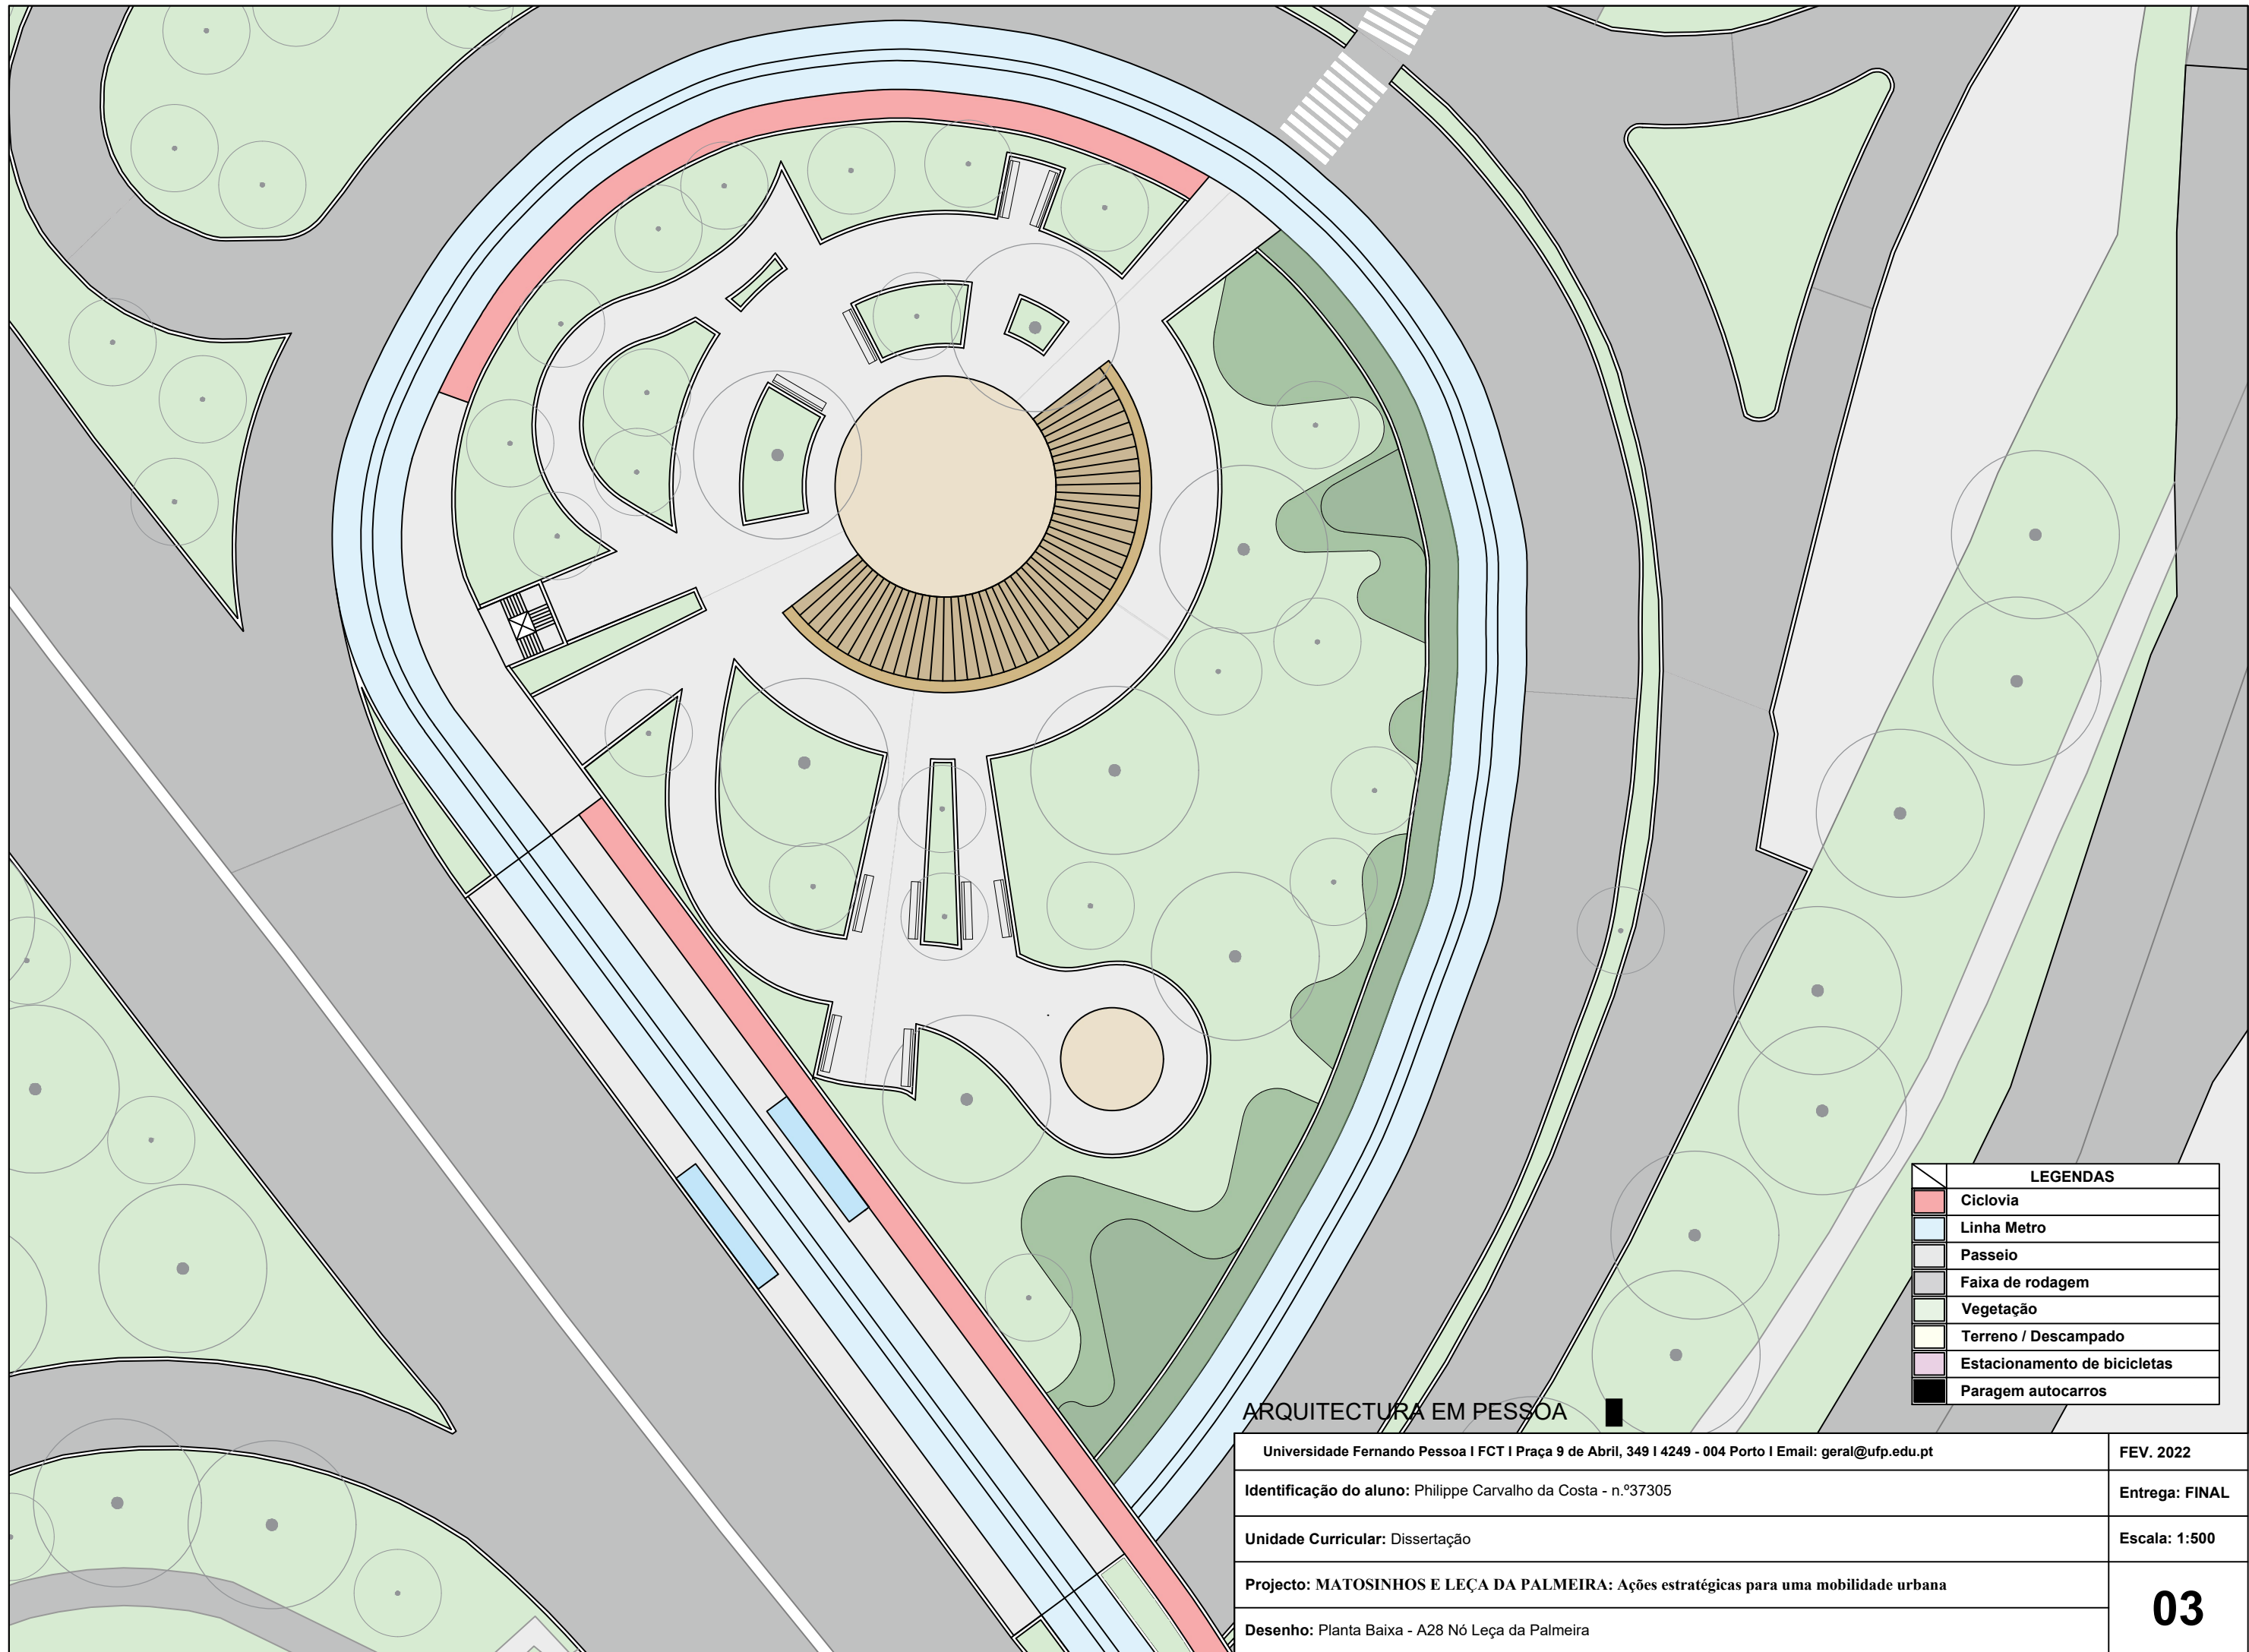 LEGENDAS
Ciclovia
Linha Metro
Passeio
Faixa de rodagem
Vegetação
Terreno / Descampado
Estacionamento de bicicletas
Paragem autocarros
ARQUITECTURA EM PESSOA
Universidade Fernando Pessoa I FCT I Praça 9 de Abril, 349 I 4249 - 004 Porto I Email: geral@ufp.edu.pt
FEV. 2022
Identificação do aluno: Philippe Carvalho da Costa - n.º37305
Entrega: FINAL
Unidade Curricular: Dissertação
Escala: 1:500
Projecto: MATOSINHOS E LEÇA DA PALMEIRA: Ações estratégicas para uma mobilidade urbana
03
Desenho: Planta Baixa - A28 Nó Leça da Palmeira